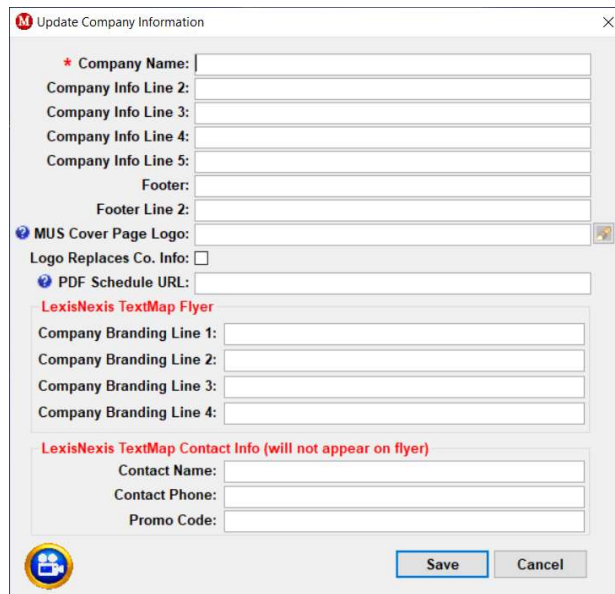 M Update Company Information
* Company Name:
Company Info Line 2:
Company Info Line 3:
Company Info Line 4:
Company Info Line 5:
Footer:
Footer Line 2:
? MUS Cover Page Logo:
Logo Replaces Co. Info:
? PDF Schedule URL:
LexisNexis TextMap Flyer
Company Branding Line 1:
Company Branding Line 2:
Company Branding Line 3:
Company Branding Line 4:
LexisNexis TextMap Contact Info (will not appear on flyer)
Contact Name:
Contact Phone:
Promo Code:
Save Cancel